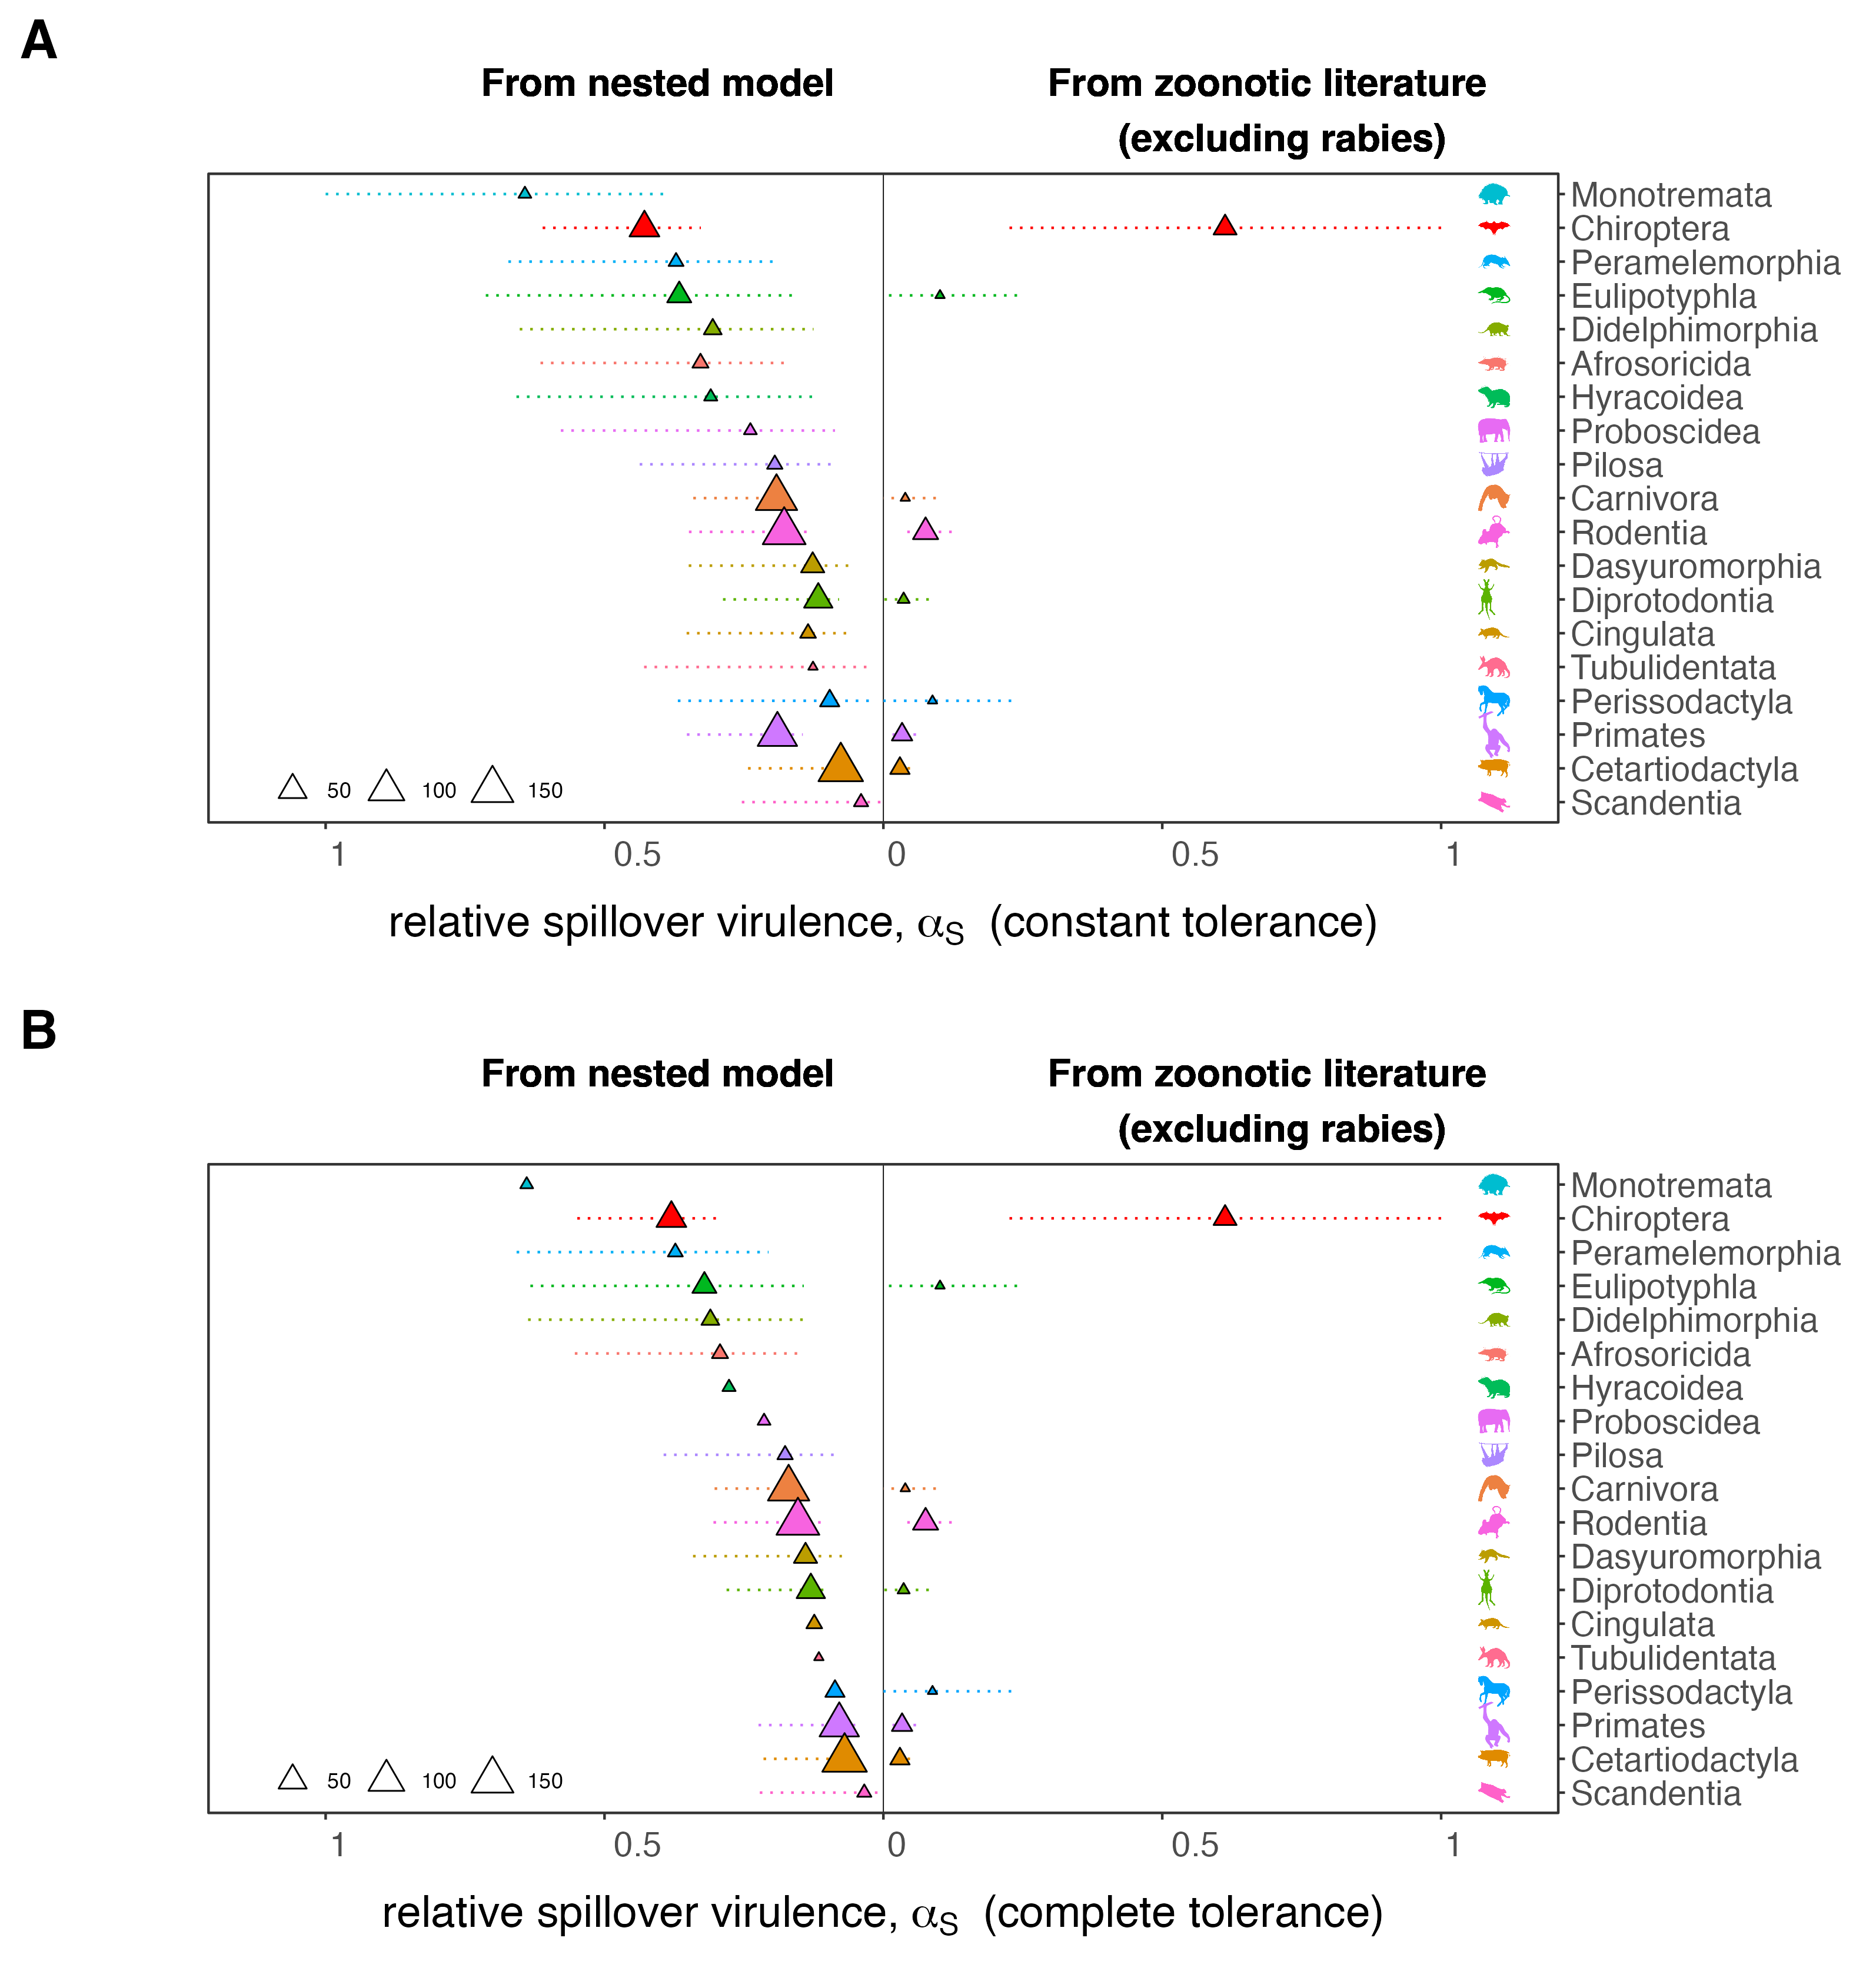 A
From nested model
From zoonotic literature
(excluding rabies)
Monotremata
Chiroptera
Peramelemorphia
Eulipotyphla
Didelphimorphia
Afrosoricida
Hyracoidea
Proboscidea
Pilosa
Carnivora
Rodentia
Dasyuromorphia
Diprotodontia
Cingulata
Tubulidentata
Perissodactyla
Primates
Cetartiodactyla
Scandentia
50 100 150
1 0.5 0 0.5 1
relative spillover virulence, αS (constant tolerance)
B
From nested model
From zoonotic literature
(excluding rabies)
Monotremata
Chiroptera
Peramelemorphia
Eulipotyphla
Didelphimorphia
Afrosoricida
Hyracoidea
Proboscidea
Pilosa
Carnivora
Rodentia
Dasyuromorphia
Diprotodontia
Cingulata
Tubulidentata
Perissodactyla
Primates
Cetartiodactyla
Scandentia
50 100 150
1 0.5 0 0.5 1
relative spillover virulence, αS (complete tolerance)